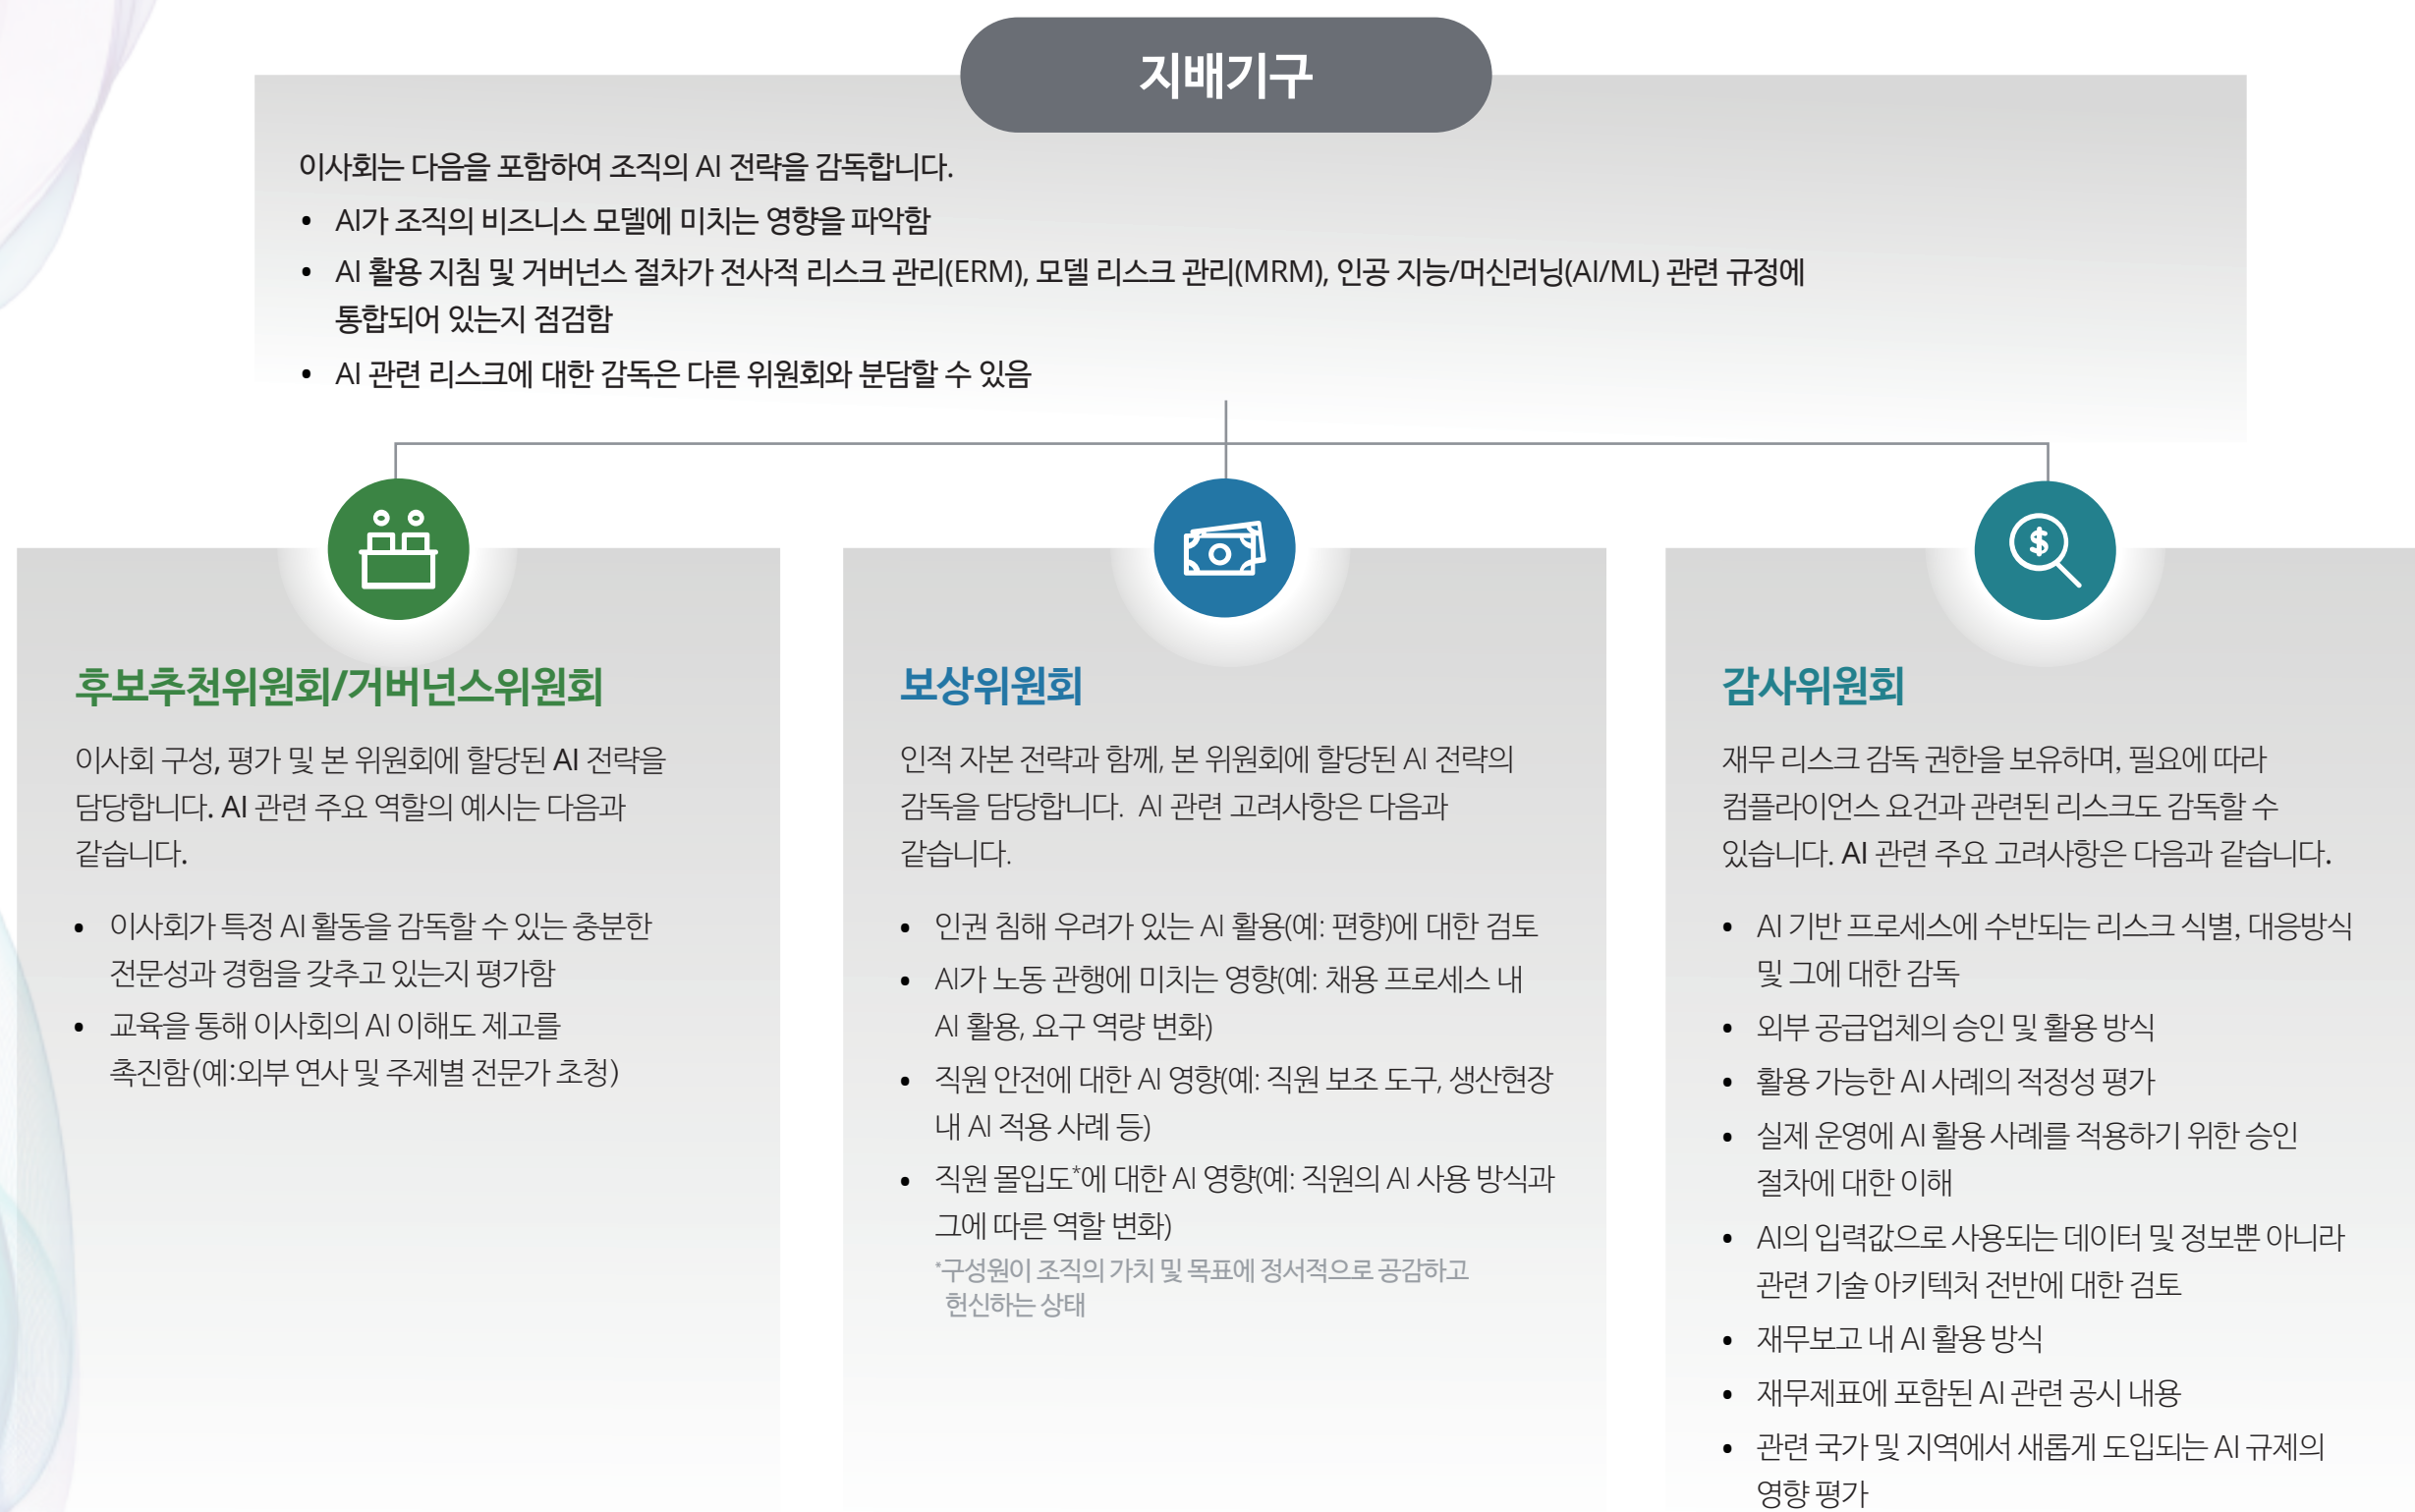 지배기구
이사회는 다음을 포함하여 조직의 AI 전략을 감독합니다.
• AI가 조직의 비즈니스 모델에 미치는 영향을 파악함
• AI 활용 지침 및 거버넌스 절차가 전사적 리스크 관리(ERM), 모델 리스크 관리(MRM), 인공 지능/머신러닝(AI/ML) 관련 규정에
통합되어 있는지 점검함
• AI 관련 리스크에 대한 감독은 다른 위원회와 분담할 수 있음
후보추천위원회/거버넌스위원회
이사회 구성, 평가 및 본 위원회에 할당된 AI 전략을
담당합니다. AI 관련 주요 역할의 예시는 다음과
같습니다.
• 이사회가 특정 AI 활동을 감독할 수 있는 충분한
전문성과 경험을 갖추고 있는지 평가함
• 교육을 통해 이사회의 AI 이해도 제고를
촉진함(예:외부 연사 및 주제별 전문가 초청)
보상위원회
인적 자본 전략과 함께, 본 위원회에 할당된 AI 전략의
감독을 담당합니다. AI 관련 고려사항은 다음과
같습니다.
• 인권 침해 우려가 있는 AI 활용(예: 편향)에 대한 검토
• AI가 노동 관행에 미치는 영향(예: 채용 프로세스 내
AI 활용, 요구 역량 변화)
• 직원 안전에 대한 AI 영향(예: 직원 보조 도구, 생산현장
내 AI 적용 사례 등)
• 직원 몰입도*에 대한 AI 영향(예: 직원의 AI 사용 방식과
그에 따른 역할 변화)
*구성원이 조직의 가치 및 목표에 정서적으로 공감하고
헌신하는 상태
감사위원회
재무 리스크 감독 권한을 보유하며, 필요에 따라
컴플라이언스 요건과 관련된 리스크도 감독할 수
있습니다. AI 관련 주요 고려사항은 다음과 같습니다.
• AI 기반 프로세스에 수반되는 리스크 식별, 대응방식
및 그에 대한 감독
• 외부 공급업체의 승인 및 활용 방식
• 활용 가능한 AI 사례의 적정성 평가
• 실제 운영에 AI 활용 사례를 적용하기 위한 승인
절차에 대한 이해
• AI의 입력값으로 사용되는 데이터 및 정보뿐 아니라
관련 기술 아키텍처 전반에 대한 검토
• 재무보고 내 AI 활용 방식
• 재무제표에 포함된 AI 관련 공시 내용
• 관련 국가 및 지역에서 새롭게 도입되는 AI 규제의
영향 평가